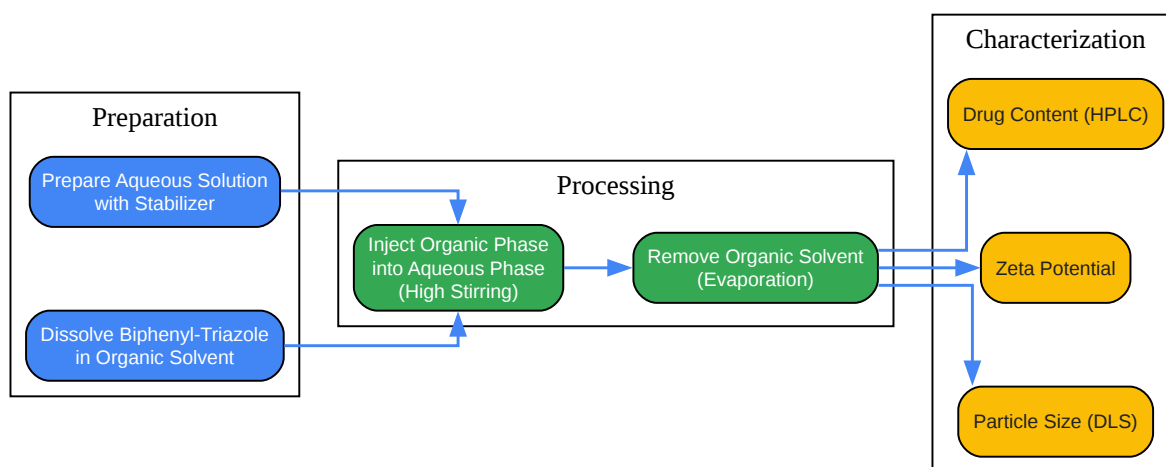 Preparation
Prepare Aqueous Solution
with Stabilizer
Dissolve Biphenyl-Triazole
in Organic Solvent
Processing
Inject Organic Phase
into Aqueous Phase
(High Stirring)
Remove Organic Solvent
(Evaporation)
Characterization
Drug Content (HPLC)
Zeta Potential
Particle Size (DLS)